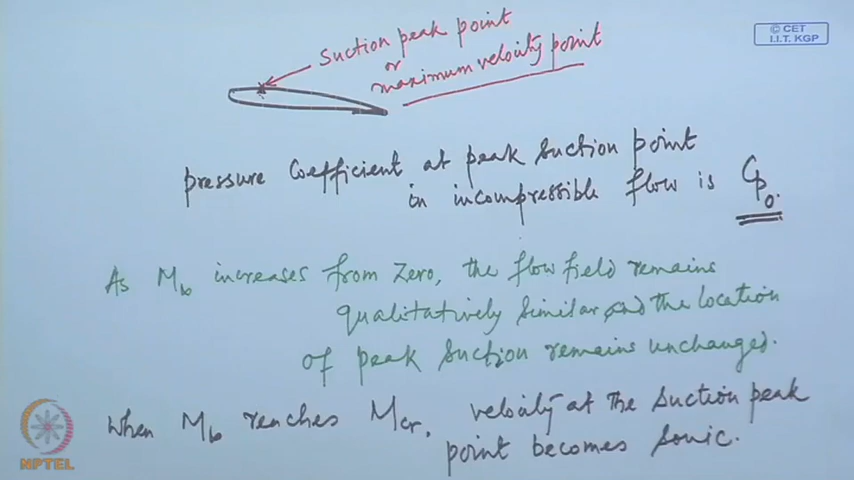 © CET
I.I.T. KGP
Suction peak point
or
maximum velocity point
pressure coefficient at peak suction point
in incompressible flow is Cp₀.
As M∞ increases from zero, the flow field remains
qualitatively similar and the location
of peak suction remains unchanged.
When M∞ reaches Mcr, velocity at the suction peak
point becomes sonic.
NPTEL